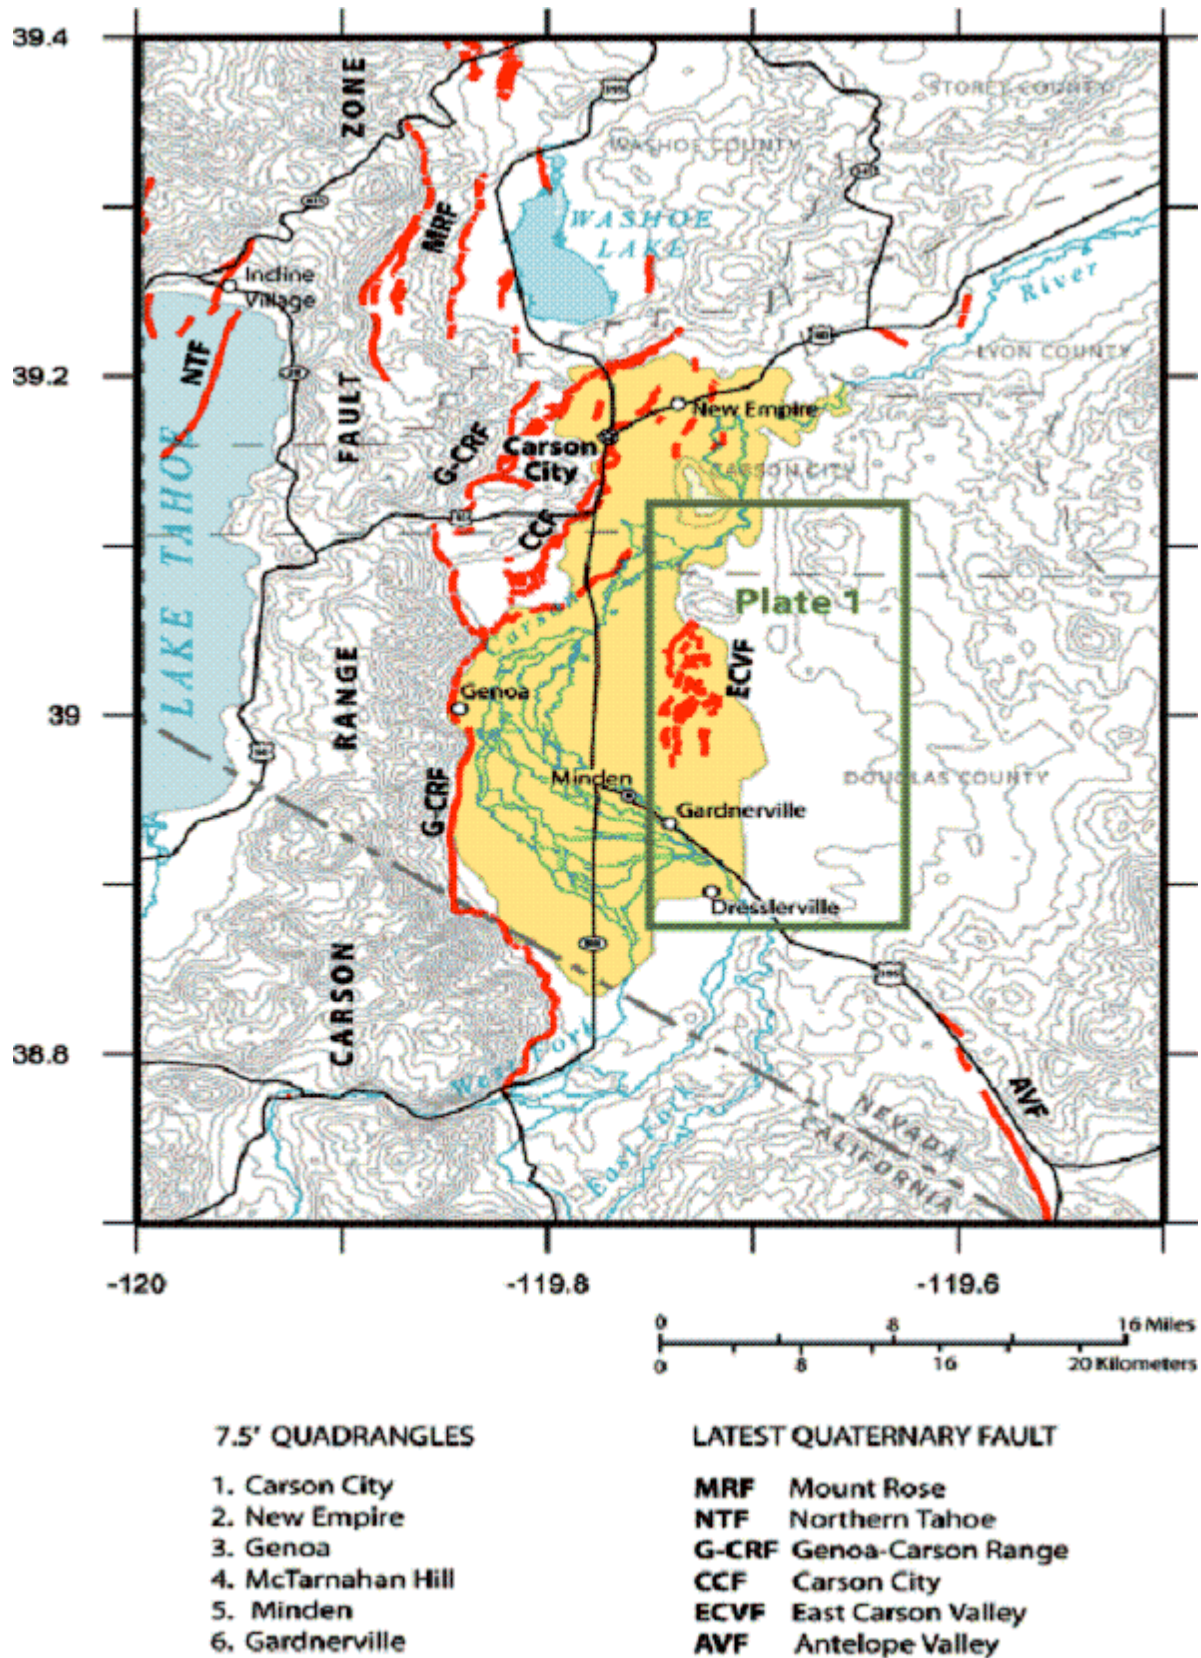 39.4
ZONE
STOREY COUNTY
WASHOE COUNTY
MRF
WASHOE
LAKE
Incline
Village
River
NTF
LYON COUNTY
39.2
FAULT
New Empire
G-CRF
Carson
City
CARSON CITY
CCF
LAKE TAHOE
Plate 1
Carson
RANGE
ECVF
Genoa
39
Minden
DOUGLAS COUNTY
G-CRF
Gardnerville
Dresslerville
CARSON
38.8
West Fork
East Fork
AVF
NEVADA
CALIFORNIA
-120
-119.8
-119.6
0 8 16 Miles
0 8 16 20 Kilometers
7.5' QUADRANGLES
1. Carson City
2. New Empire
3. Genoa
4. McTarnahan Hill
5. Minden
6. Gardnerville
LATEST QUATERNARY FAULT
MRF Mount Rose
NTF Northern Tahoe
G-CRF Genoa-Carson Range
CCF Carson City
ECVF East Carson Valley
AVF Antelope Valley